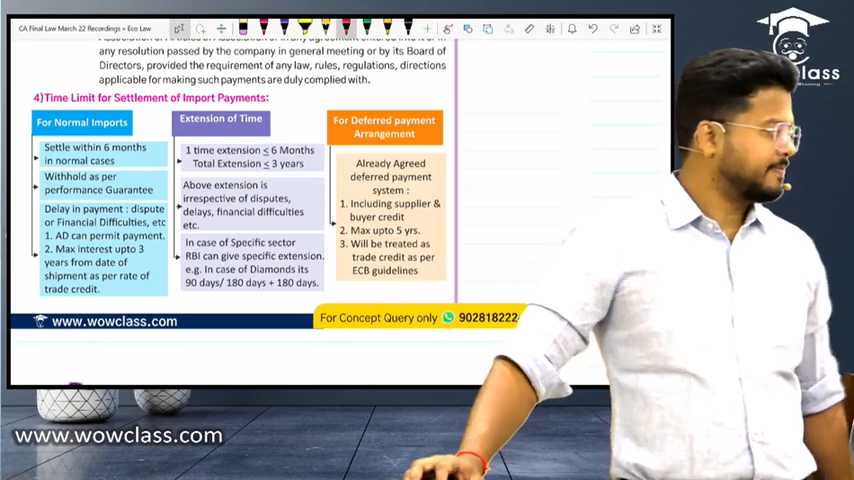 CA Final Law March 22 Recordings » Eco Law
any resolution passed by the company in general meeting or by its Board of
Directors, provided the requirement of any law, rules, regulations, directions
applicable for making such payments are duly complied with.
4)Time Limit for Settlement of Import Payments:
For Normal Imports
Settle within 6 months
in normal cases
Withhold as per
performance Guarantee
Delay in payment : dispute
or Financial Difficulties, etc
1. AD can permit payment.
2. Max interest upto 3
years from date of
shipment as per rate of
trade credit.
Extension of Time
1 time extension ≤ 6 Months
Total Extension ≤ 3 years
Above extension is
irrespective of disputes,
delays, financial difficulties
etc.
In case of Specific sector
RBI can give specific extension.
e.g. In case of Diamonds its
90 days/ 180 days + 180 days.
For Deferred payment
Arrangement
Already Agreed
deferred payment
system :
1. Including supplier &
buyer credit
2. Max upto 5 yrs.
3. Will be treated as
trade credit as per
ECB guidelines
www.wowclass.com
For Concept Query only 902818222
www.wowclass.com